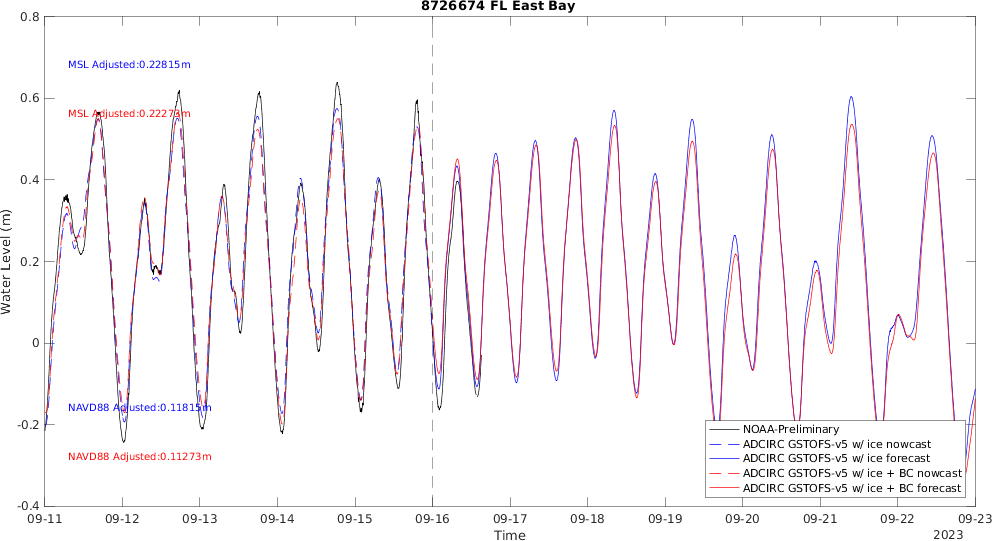 8726674 FL East Bay
0.8
MSL Adjusted:0.22815m
0.6
MSL Adjusted:0.22273m
0.4
0.2
Water Level (m)
0
NAVD88 Adjusted:0.11815m
-0.2
NAVD88 Adjusted:0.11273m
-0.4
NOAA-Preliminary
ADCIRC GSTOFS-v5 w/ ice nowcast
ADCIRC GSTOFS-v5 w/ ice forecast
ADCIRC GSTOFS-v5 w/ ice + BC nowcast
ADCIRC GSTOFS-v5 w/ ice + BC forecast
09-11 09-12 09-13 09-14 09-15 09-16 09-17 09-18 09-19 09-20 09-21 09-22 09-23
Time
2023